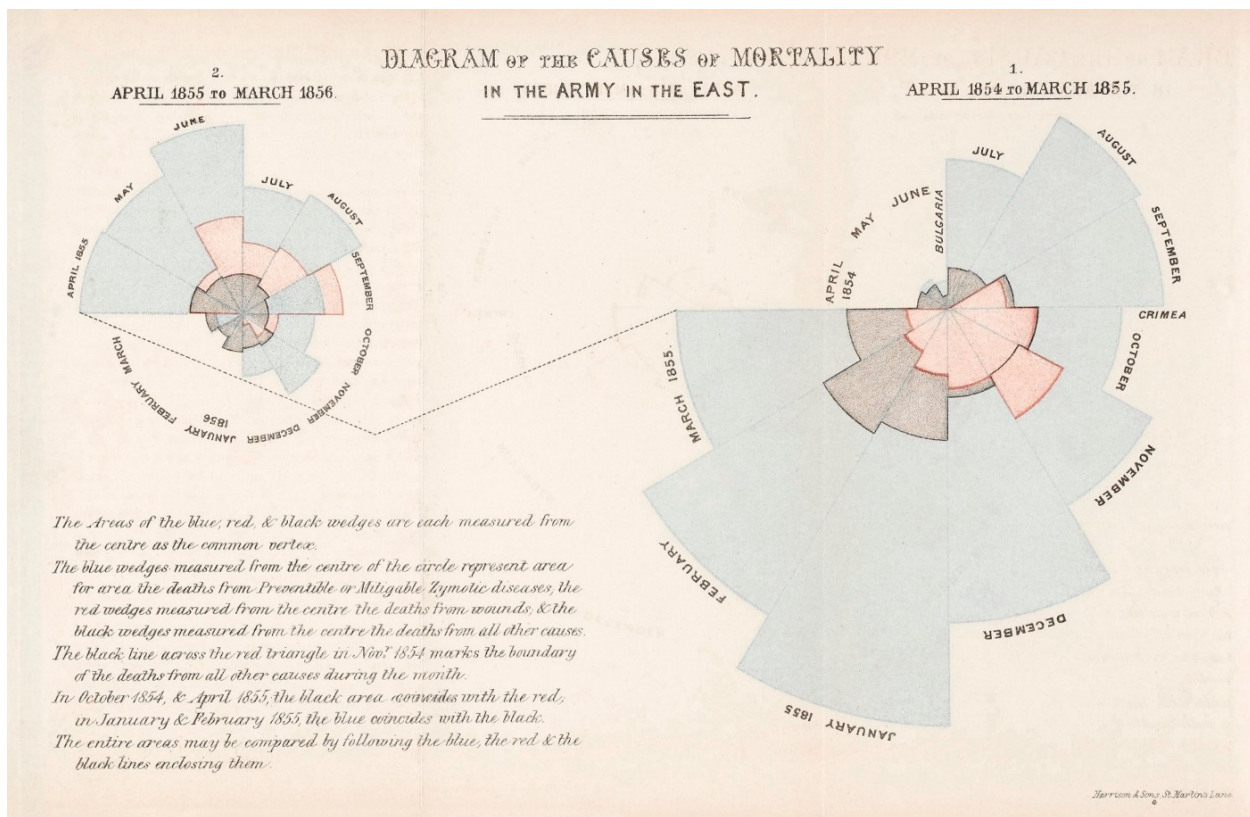 DIAGRAM OF THE CAUSES OF MORTALITY
IN THE ARMY IN THE EAST.
2.
APRIL 1855 TO MARCH 1856.
1.
APRIL 1854 TO MARCH 1855.
APRIL 1855
MAY
JUNE
JULY
AUGUST
SEPTEMBER
OCTOBER
NOVEMBER
DECEMBER
JANUARY
1856
FEBRUARY
MARCH
APRIL
1854
MAY
JUNE
BULGARIA
JULY
AUGUST
SEPTEMBER
CRIMEA
OCTOBER
NOVEMBER
DECEMBER
JANUARY 1855
FEBRUARY
MARCH 1855.
The Areas of the blue, red, & black wedges are each measured from
the centre as the common vertex.
The blue wedges measured from the centre of the circle represent area
for area the deaths from Preventible or Mitigable Zymotic diseases, the
red wedges measured from the centre the deaths from wounds, & the
black wedges measured from the centre the deaths from all other causes.
The black line across the red triangle in Novr. 1854 marks the boundary
of the deaths from all other causes during the month.
In October 1854, & April 1855, the black area coincides with the red,
in January & February 1855, the blue coincides with the black.
The entire areas may be compared by following the blue, the red & the
black lines enclosing them.
Harrison & Sons, St. Martins Lane.